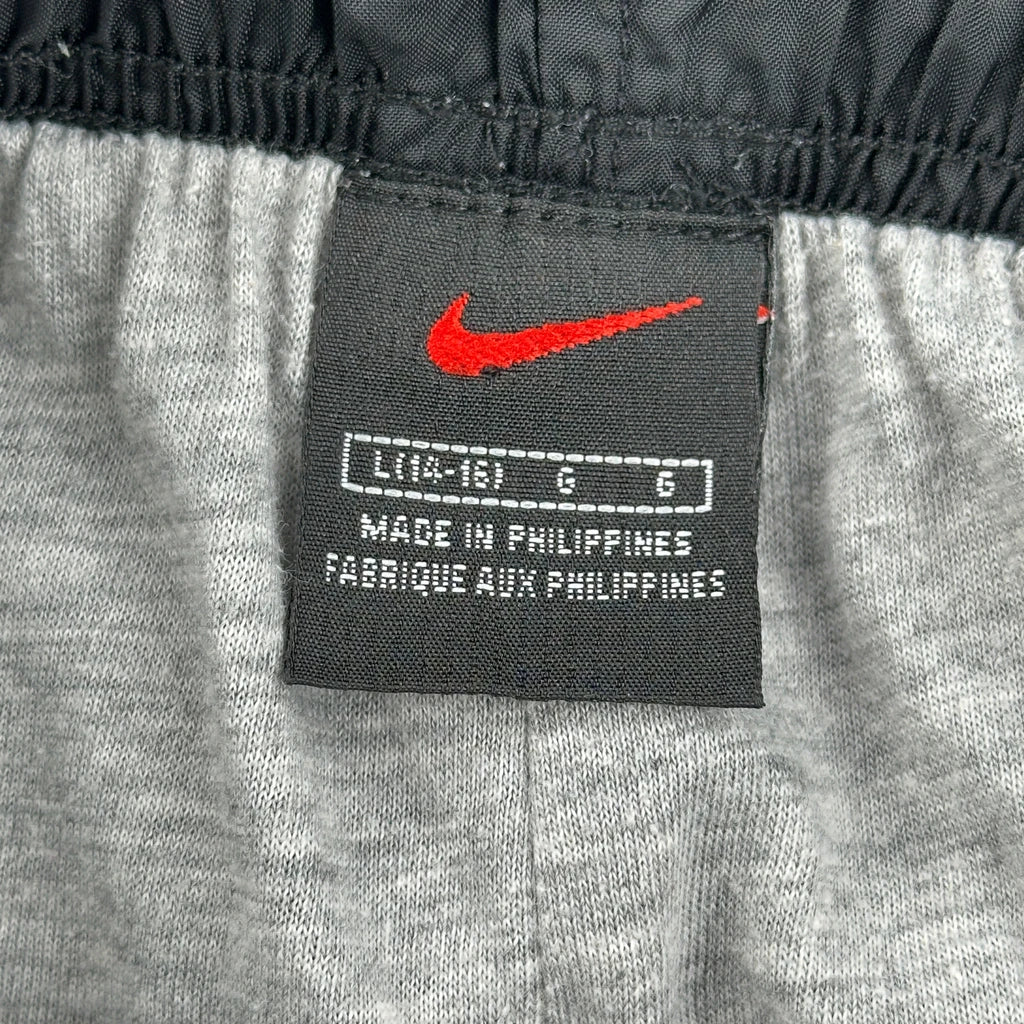 L(14-16) G G
MADE IN PHILIPPINES
FABRIQUE AUX PHILIPPINES